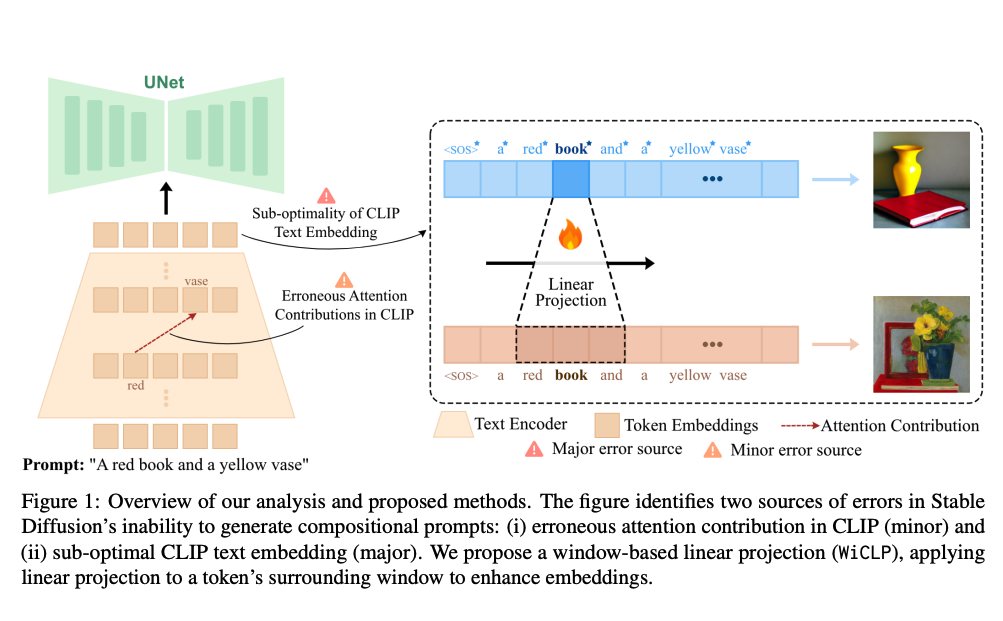 UNet
Sub-optimality of CLIP
Text Embedding
vase
Erroneous Attention
Contributions in CLIP
red
Prompt: "A red book and a yellow vase"
<sos>* a* red* book* and* a* yellow* vase*
•••
Linear
Projection
•••
<sos> a red book and a yellow vase
Text Encoder
Token Embeddings
Attention Contribution
Major error source
Minor error source
Figure 1: Overview of our analysis and proposed methods. The figure identifies two sources of errors in Stable
Diffusion's inability to generate compositional prompts: (i) erroneous attention contribution in CLIP (minor) and
(ii) sub-optimal CLIP text embedding (major). We propose a window-based linear projection (WiCLP), applying
linear projection to a token's surrounding window to enhance embeddings.